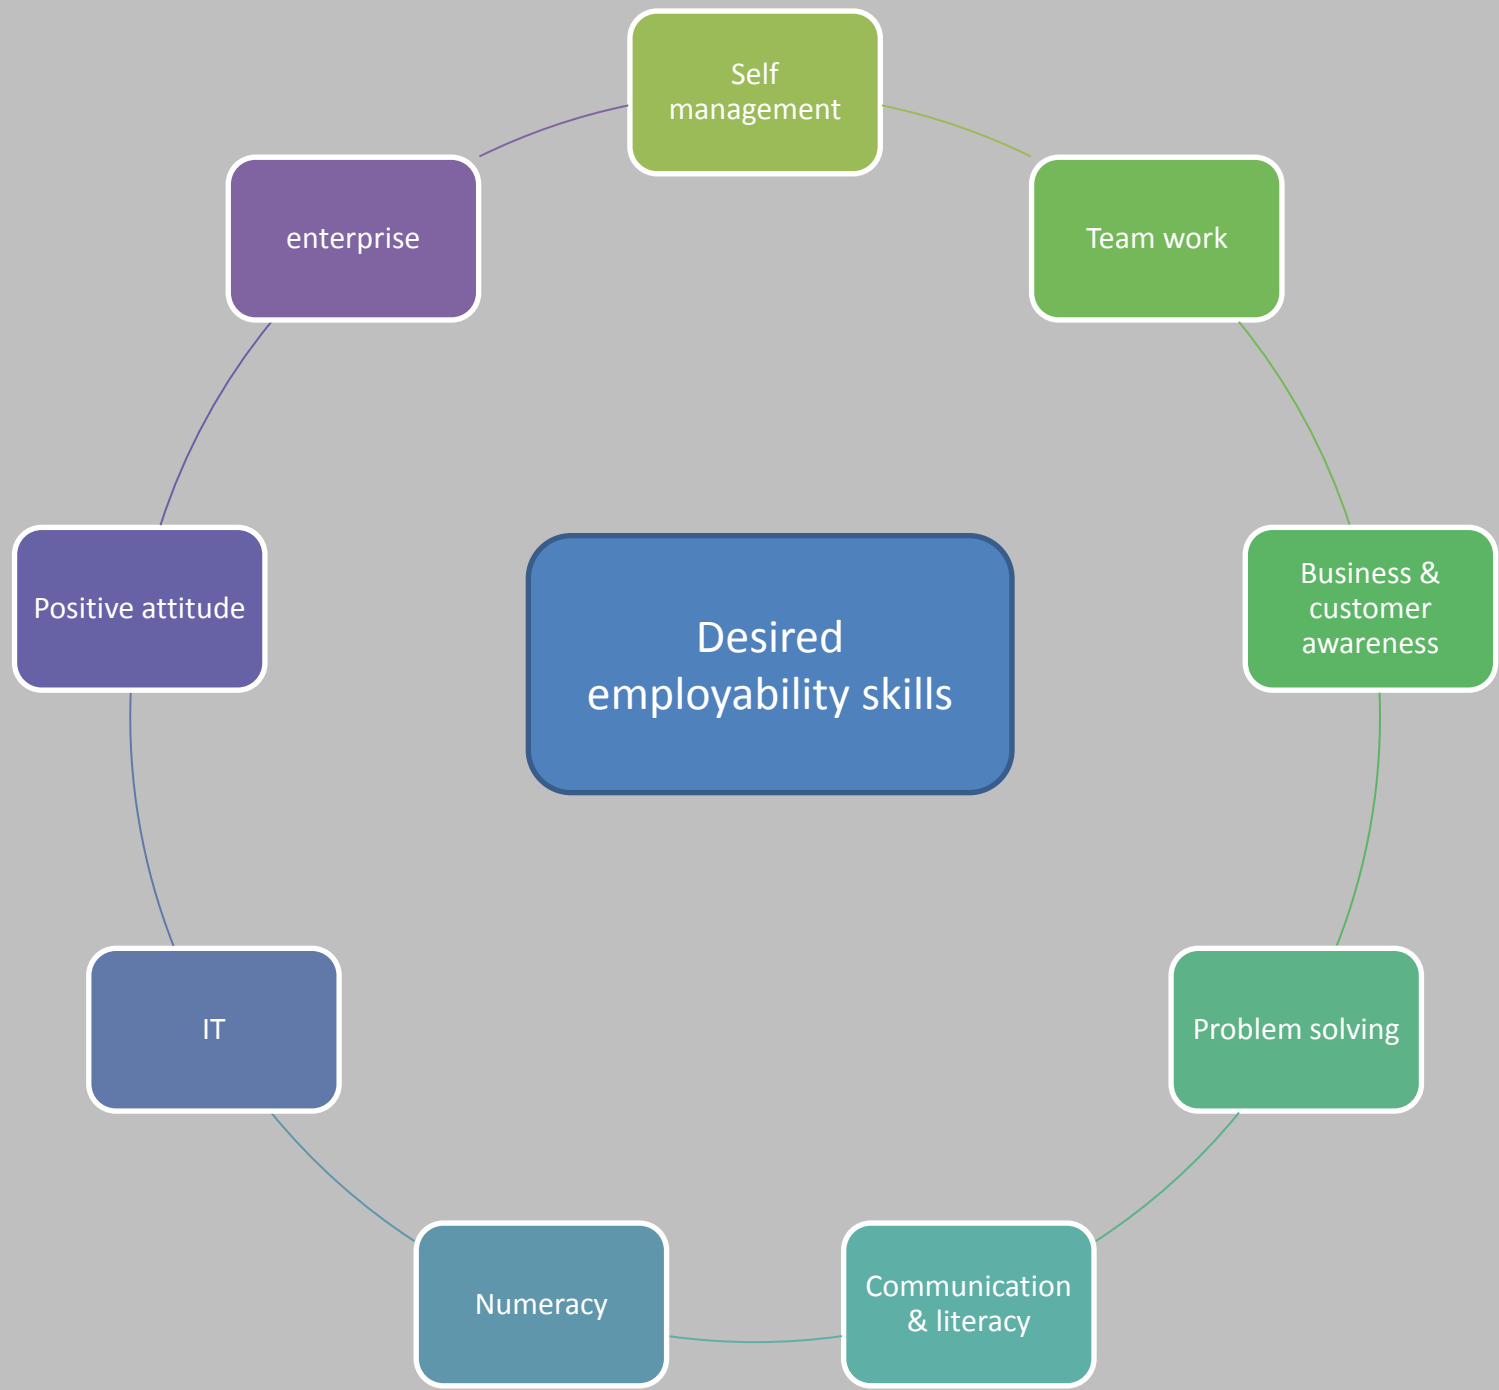 Self
management
Team work
Business &
customer
awareness
Problem solving
Communication
& literacy
Numeracy
IT
Positive attitude
enterprise
Desired
employability skills